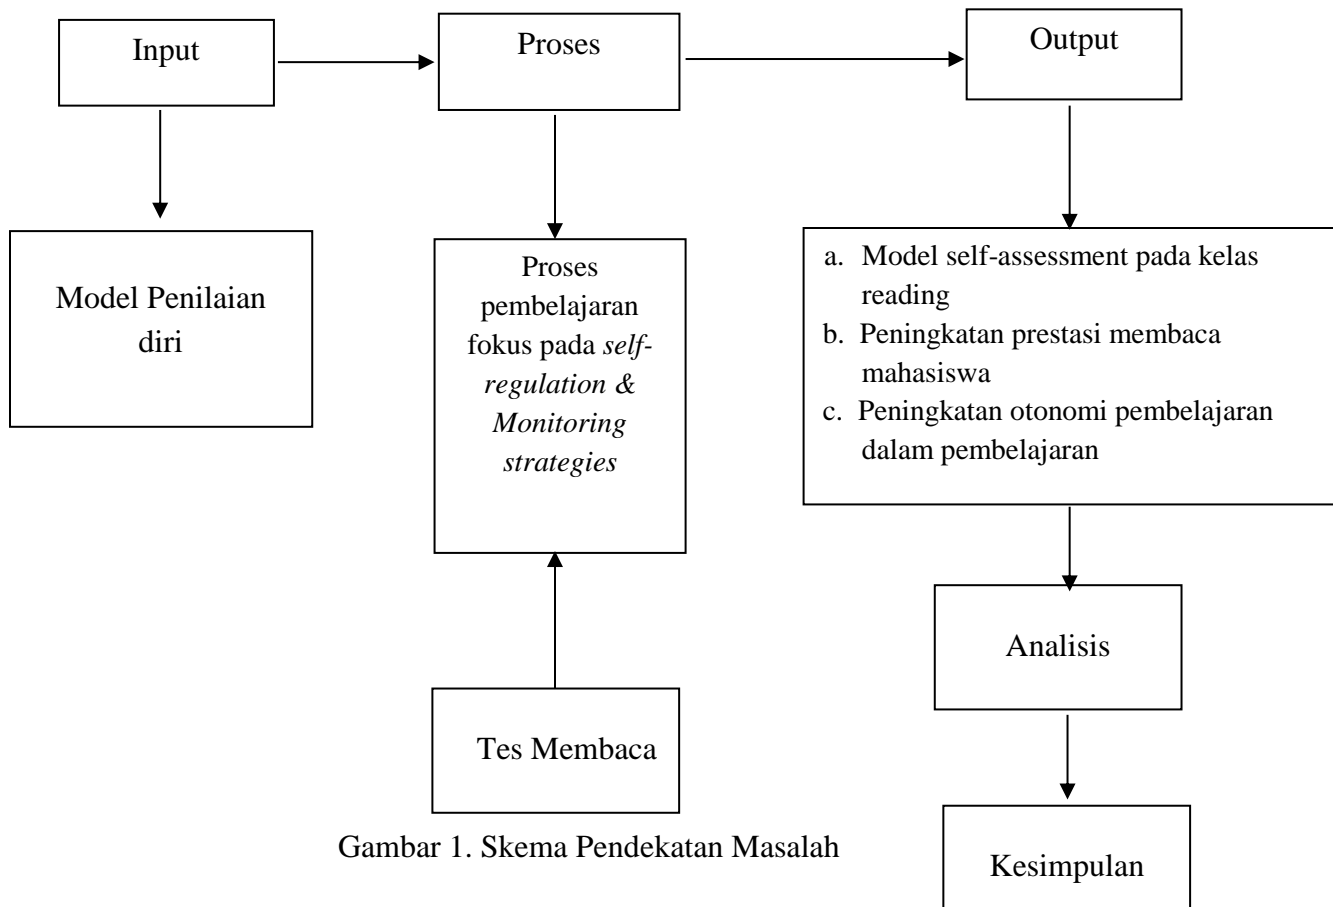 Input
Proses
Output
Model Penilaian
diri
Proses
pembelajaran
fokus pada self-
regulation &
Monitoring
strategies
a. Model self-assessment pada kelas
reading
b. Peningkatan prestasi membaca
mahasiswa
c. Peningkatan otonomi pembelajaran
dalam pembelajaran
Analisis
Tes Membaca
Gambar 1. Skema Pendekatan Masalah
Kesimpulan